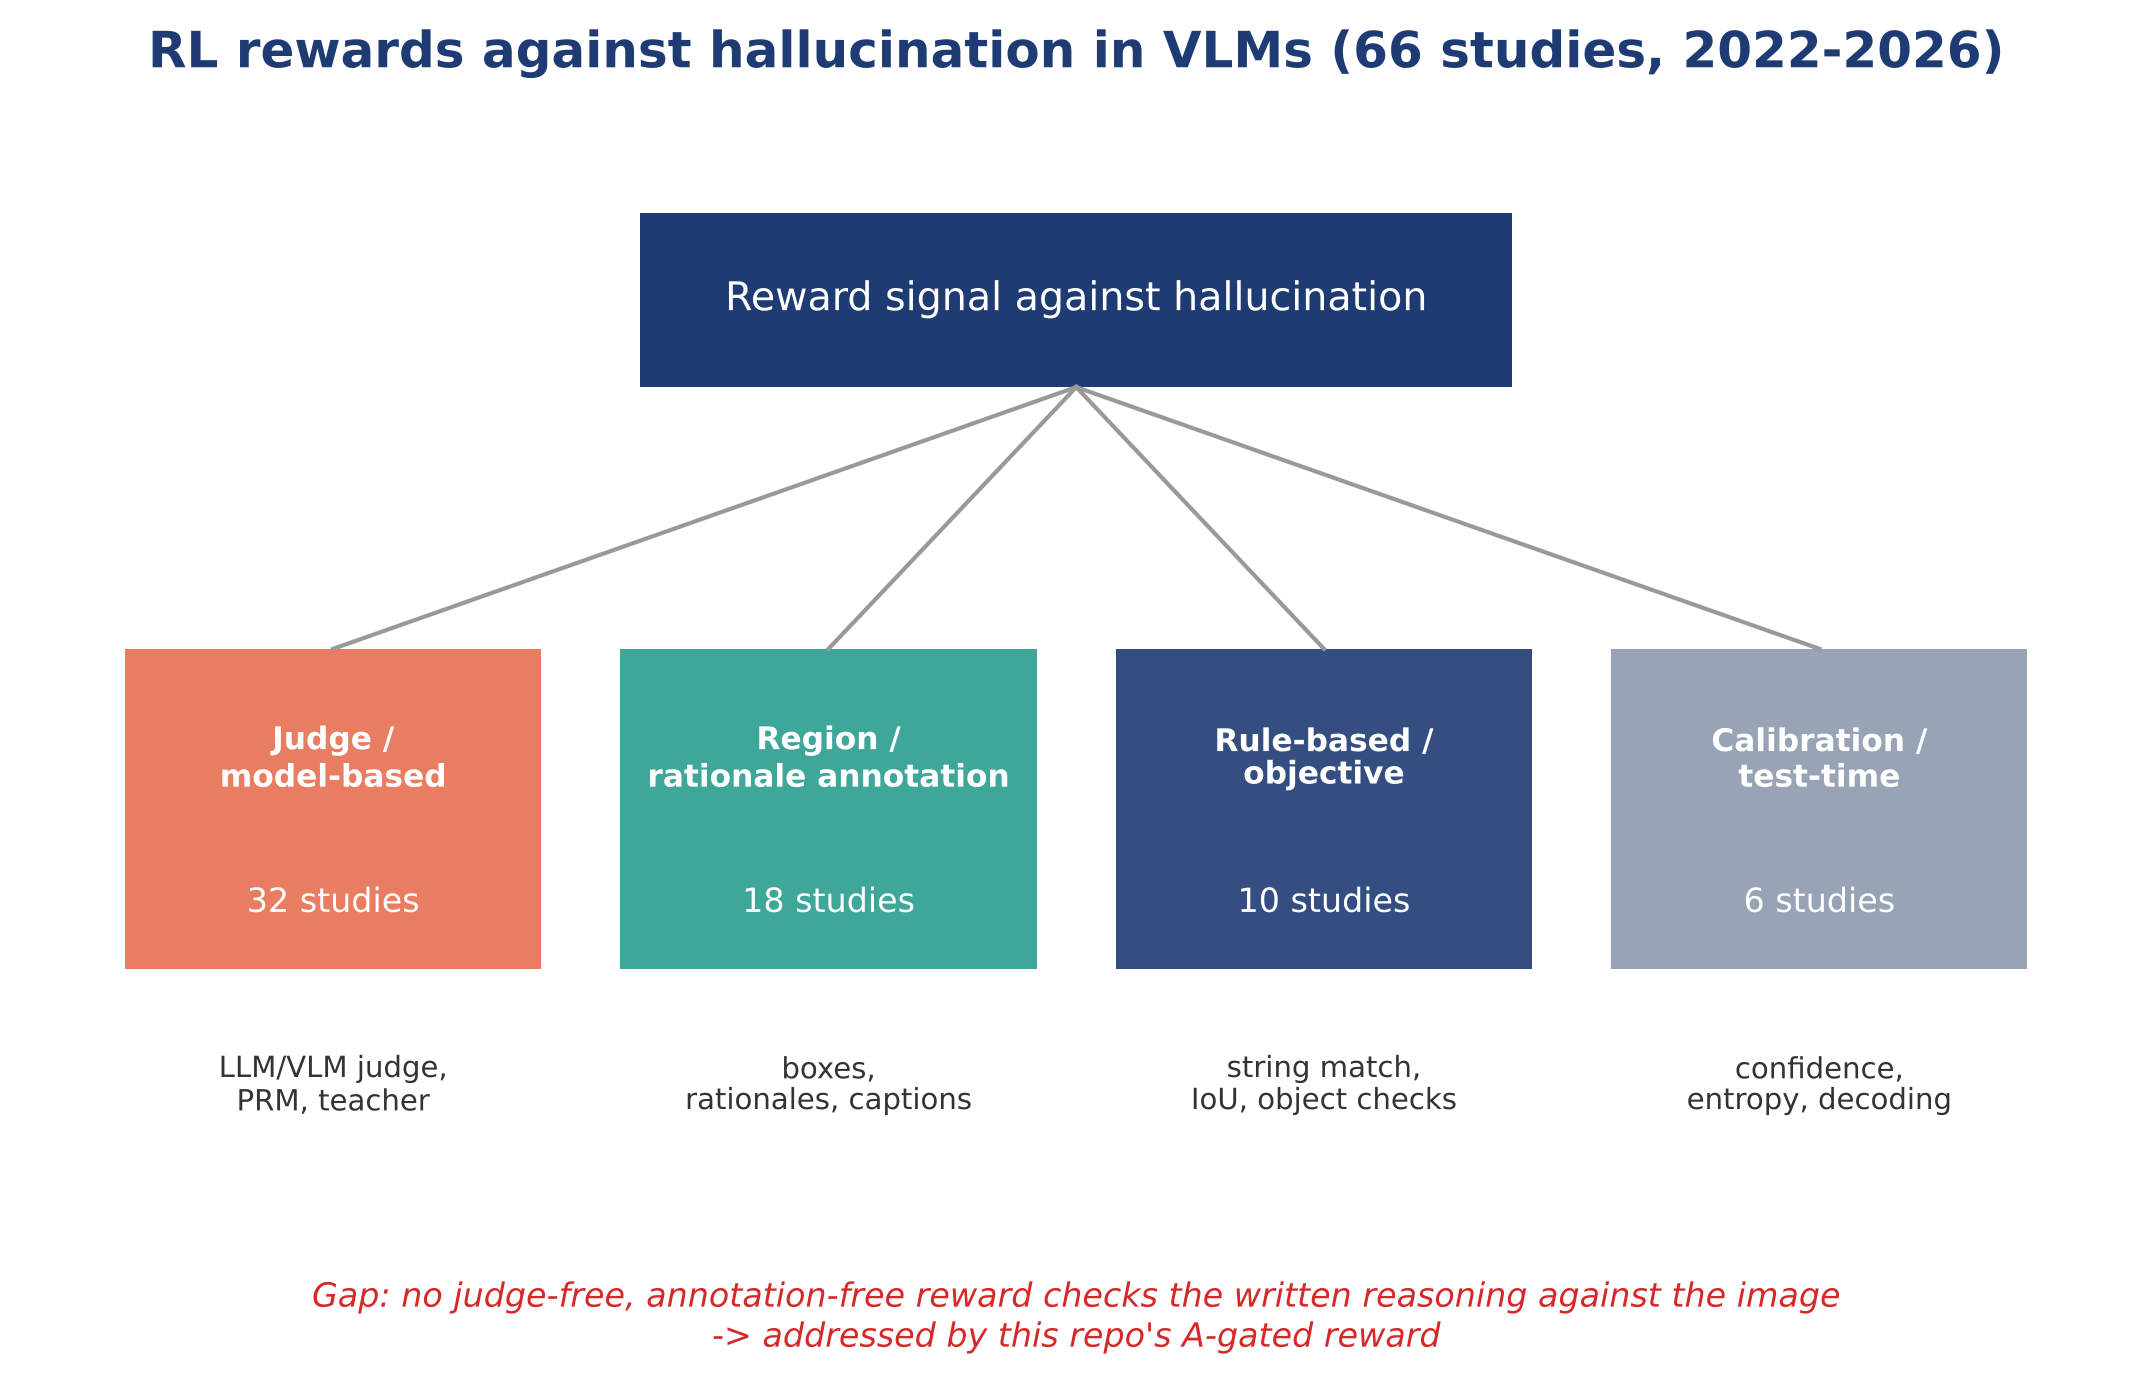 RL rewards against hallucination in VLMs (66 studies, 2022-2026)
Reward signal against hallucination
Judge /
model-based
32 studies
LLM/VLM judge,
PRM, teacher
Region /
rationale annotation
18 studies
boxes,
rationales, captions
Rule-based /
objective
10 studies
string match,
IoU, object checks
Calibration /
test-time
6 studies
confidence,
entropy, decoding
Gap: no judge-free, annotation-free reward checks the written reasoning against the image
-> addressed by this repo's A-gated reward